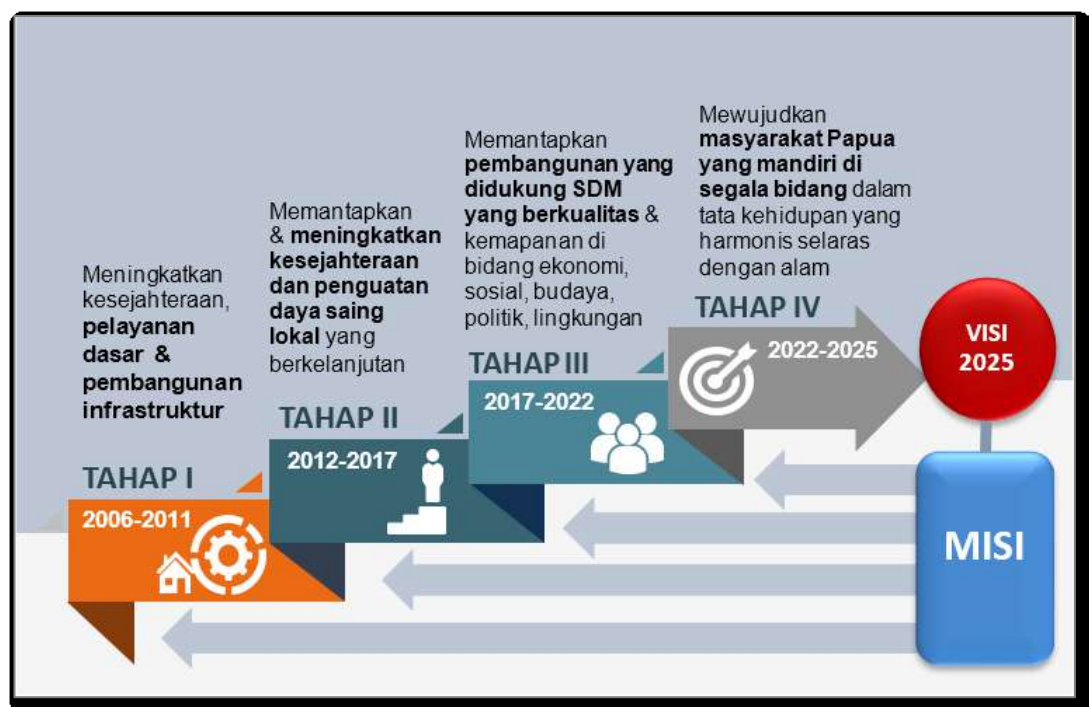 Meningkatkan
kesejahteraan,
pelayanan
dasar &
pembangunan
infrastruktur
TAHAP I
2006-2011
Memantapkan
& meningkatkan
kesejahteraan
dan penguatan
daya saing
lokal yang
berkelanjutan
TAHAP II
2012-2017
Memantapkan
pembangunan yang
didukung SDM
yang berkualitas &
kemapanan di
bidang ekonomi,
sosial, budaya,
politik, lingkungan
TAHAP III
2017-2022
Mewujudkan
masyarakat Papua
yang mandiri di
segala bidang dalam
tata kehidupan yang
harmonis selaras
dengan alam
TAHAP IV
2022-2025
VISI
2025
MISI